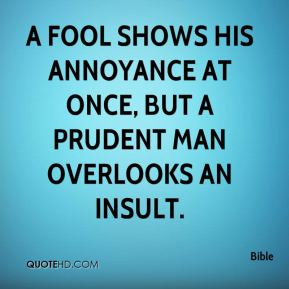 A FOOL SHOWS HIS
ANNOYANCE AT
ONCE, BUT A
PRUDENT MAN
OVERLOOKS AN
INSULT.
Bible
QUOTEHD.COM